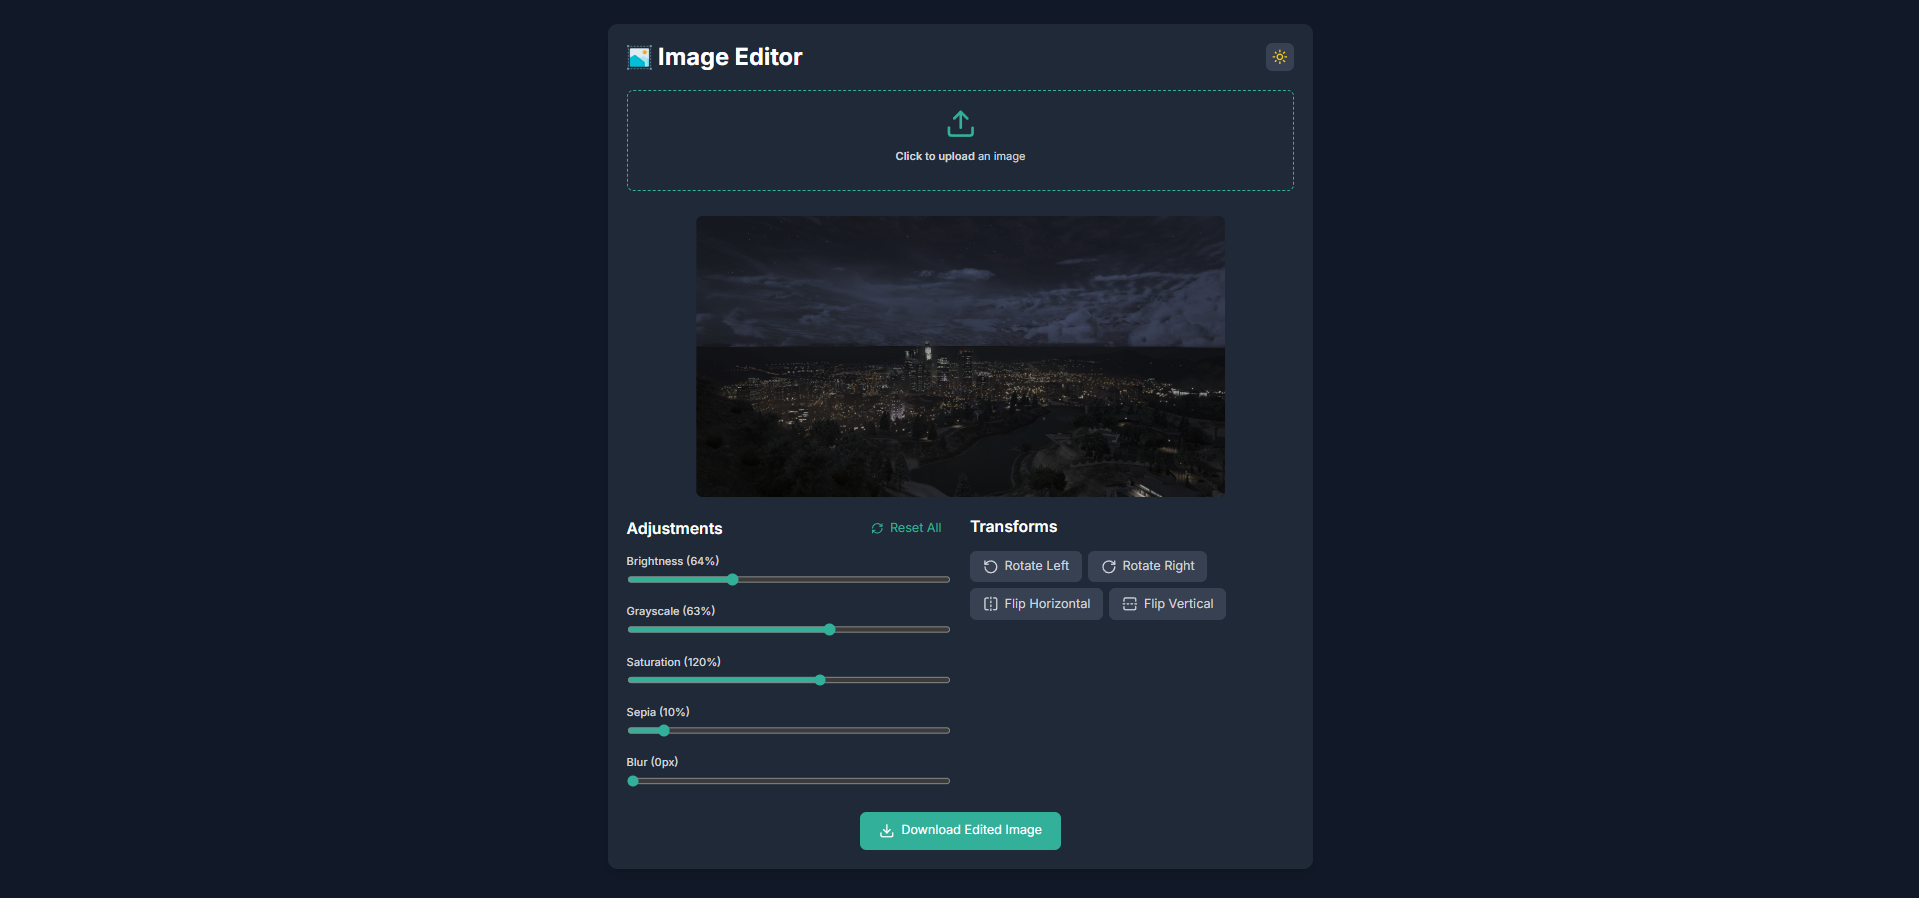 Image Editor
Click to upload an image
Adjustments
Reset All
Brightness (64%)
Grayscale (63%)
Saturation (120%)
Sepia (10%)
Blur (0px)
Transforms
Rotate Left
Rotate Right
Flip Horizontal
Flip Vertical
Download Edited Image